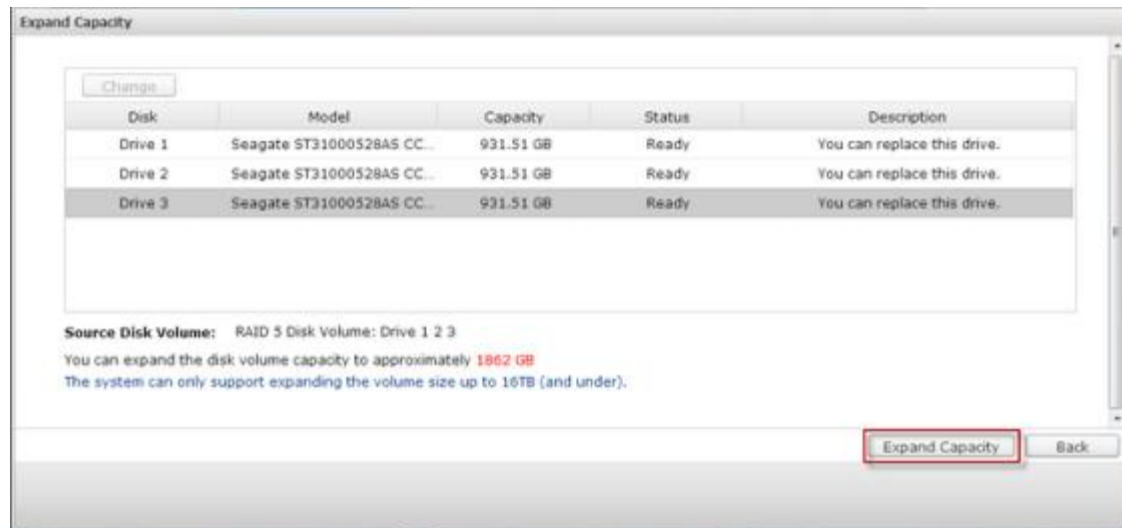 Expand Capacity
Change
Disk Model Capacity Status Description
Drive 1 Seagate ST31000528AS CC... 931.51 GB Ready You can replace this drive.
Drive 2 Seagate ST31000528AS CC... 931.51 GB Ready You can replace this drive.
Drive 3 Seagate ST31000528AS CC... 931.51 GB Ready You can replace this drive.
Source Disk Volume: RAID 5 Disk Volume: Drive 1 2 3
You can expand the disk volume capacity to approximately 1862 GB
The system can only support expanding the volume size up to 16TB (and under).
Expand Capacity Back